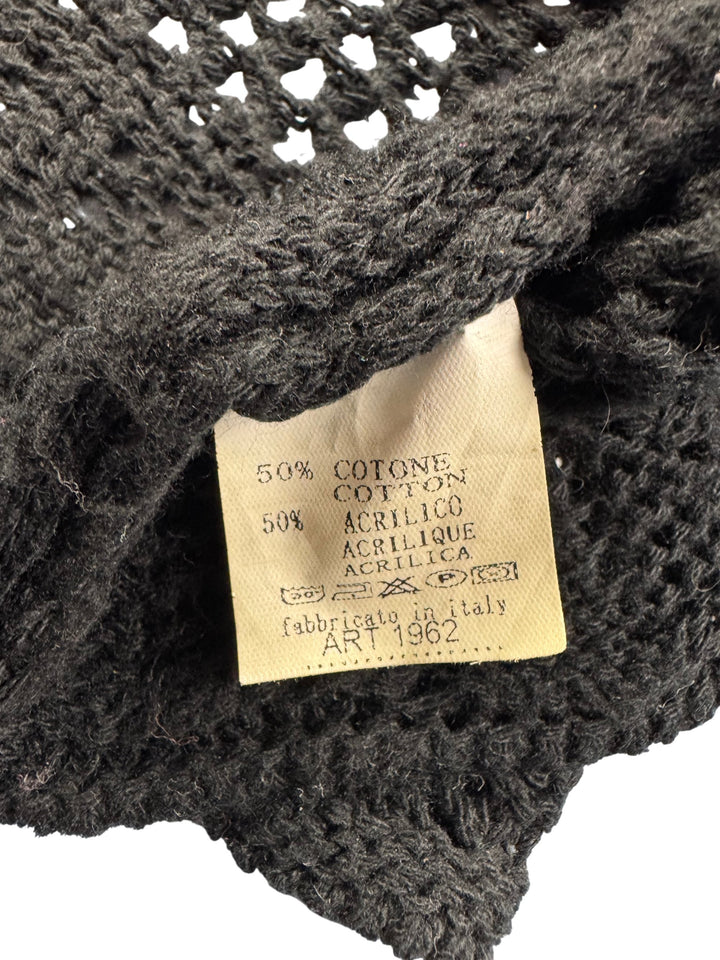 50% COTONE
COTTON
50% ACRILICO
ACRILIQUE
ACRILICA
P
fabbricato in italy
ART 1962